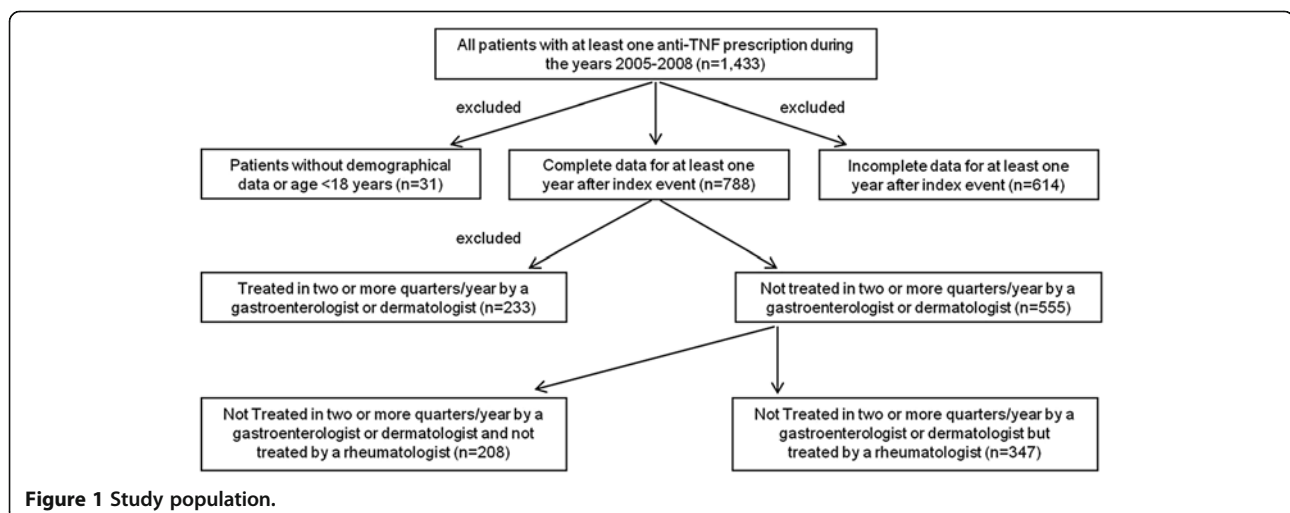 All patients with at least one anti-TNF prescription during
the years 2005-2008 (n=1,433)
excluded
excluded
Patients without demographical
data or age <18 years (n=31)
Complete data for at least one
year after index event (n=788)
Incomplete data for at least one
year after index event (n=614)
excluded
Treated in two or more quarters/year by a
gastroenterologist or dermatologist (n=233)
Not treated in two or more quarters/year by a
gastroenterologist or dermatologist (n=555)
Not Treated in two or more quarters/year by a
gastroenterologist or dermatologist and not
treated by a rheumatologist (n=208)
Not Treated in two or more quarters/year by a
gastroenterologist or dermatologist but
treated by a rheumatologist (n=347)
Figure 1 Study population.